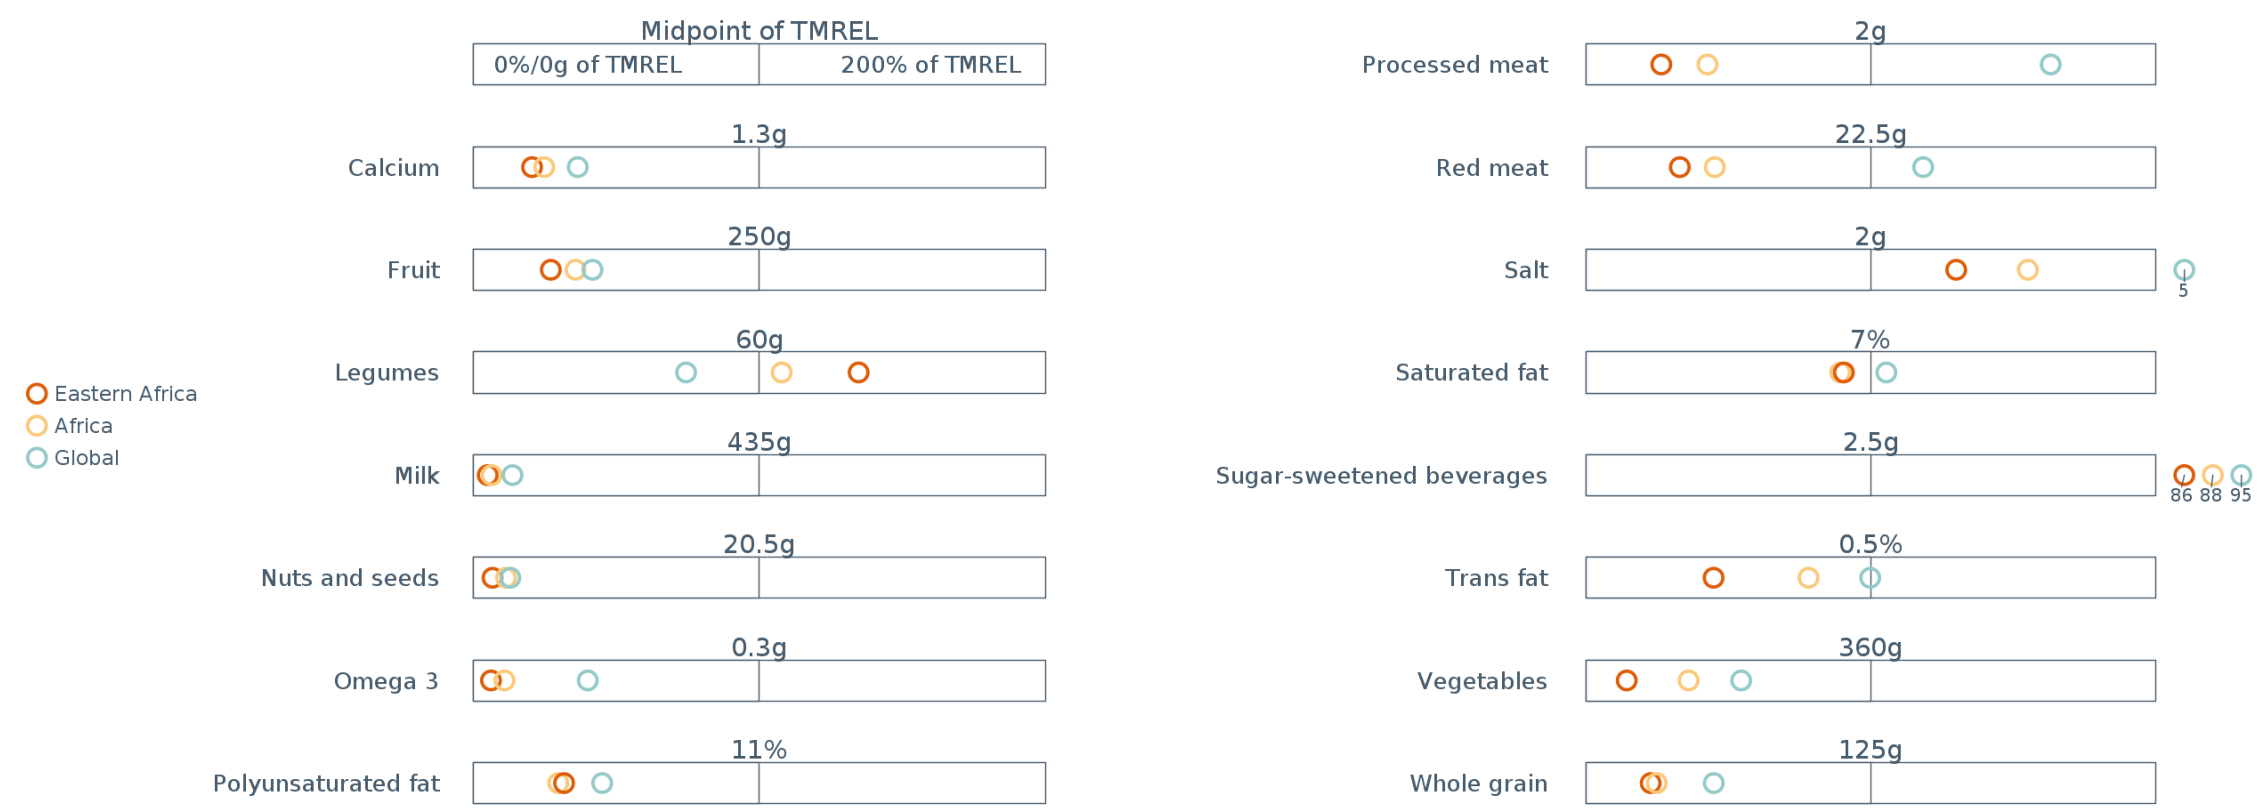 Midpoint of TMREL
0%/0g of TMREL 200% of TMREL
1.3g
Calcium
250g
Fruit
60g
Legumes
Eastern Africa
Africa
Global
435g
Milk
20.5g
Nuts and seeds
0.3g
Omega 3
11%
Polyunsaturated fat
2g
Processed meat
22.5g
Red meat
2g
Salt
5
7%
Saturated fat
2.5g
Sugar-sweetened beverages
86 88 95
0.5%
Trans fat
360g
Vegetables
125g
Whole grain